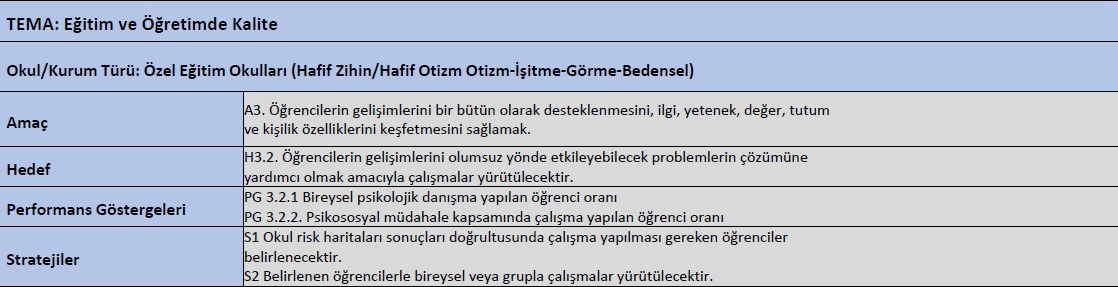 TEMA: Eğitim ve Öğretimde Kalite
Okul/Kurum Türü: Özel Eğitim Okulları (Hafif Zihin/Hafif Otizm Otizm-İşitme-Görme-Bedensel)
Amaç
A3. Öğrencilerin gelişimlerini bir bütün olarak desteklenmesini, ilgi, yetenek, değer, tutum
ve kişilik özelliklerini keşfetmesini sağlamak.
Hedef
H3.2. Öğrencilerin gelişimlerini olumsuz yönde etkileyebilecek problemlerin çözümüne
yardımcı olmak amacıyla çalışmalar yürütülecektir.
Performans Göstergeleri
PG 3.2.1 Bireysel psikolojik danışma yapılan öğrenci oranı
PG 3.2.2. Psikososyal müdahale kapsamında çalışma yapılan öğrenci oranı
Stratejiler
S1 Okul risk haritaları sonuçları doğrultusunda çalışma yapılması gereken öğrenciler
belirlenecektir.
S2 Belirlenen öğrencilerle bireysel veya grupla çalışmalar yürütülecektir.